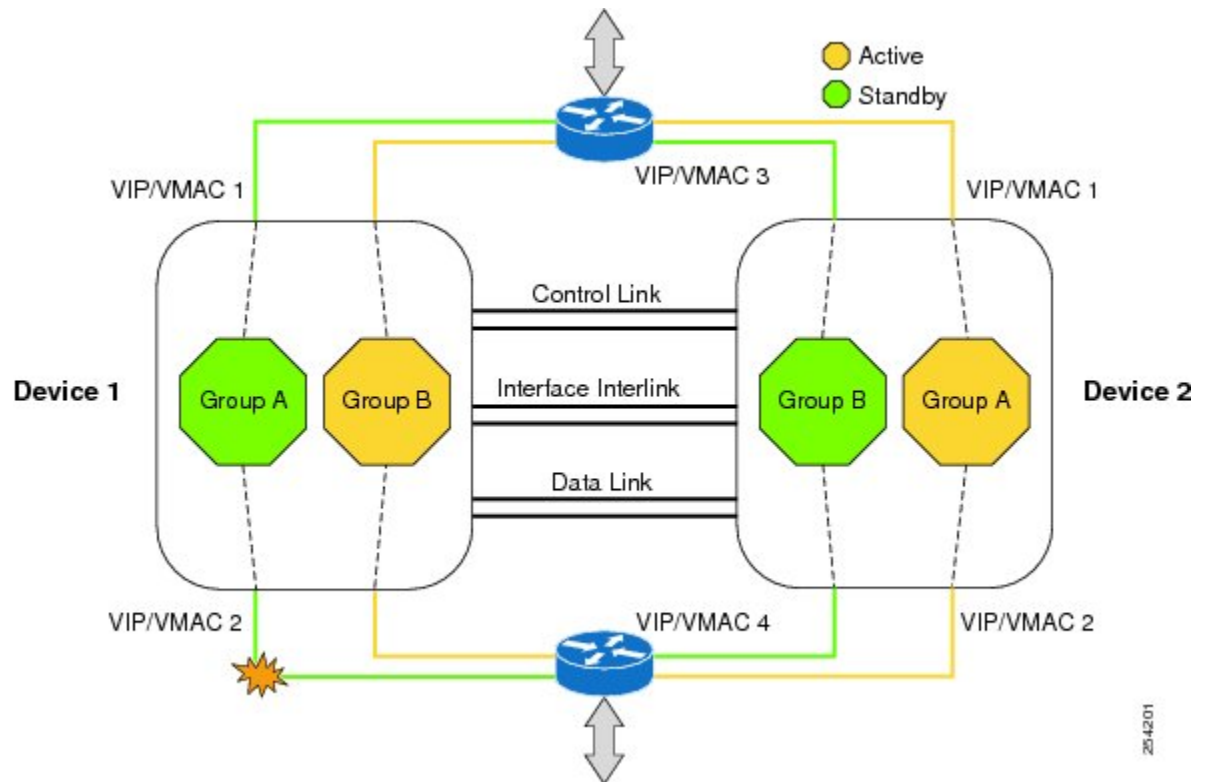 Active
Standby
VIP/VMAC 1
VIP/VMAC 3
VIP/VMAC 1
Control Link
Device 1
Group A
Group B
Interface Interlink
Group B
Group A
Device 2
Data Link
VIP/VMAC 2
VIP/VMAC 4
VIP/VMAC 2
254201